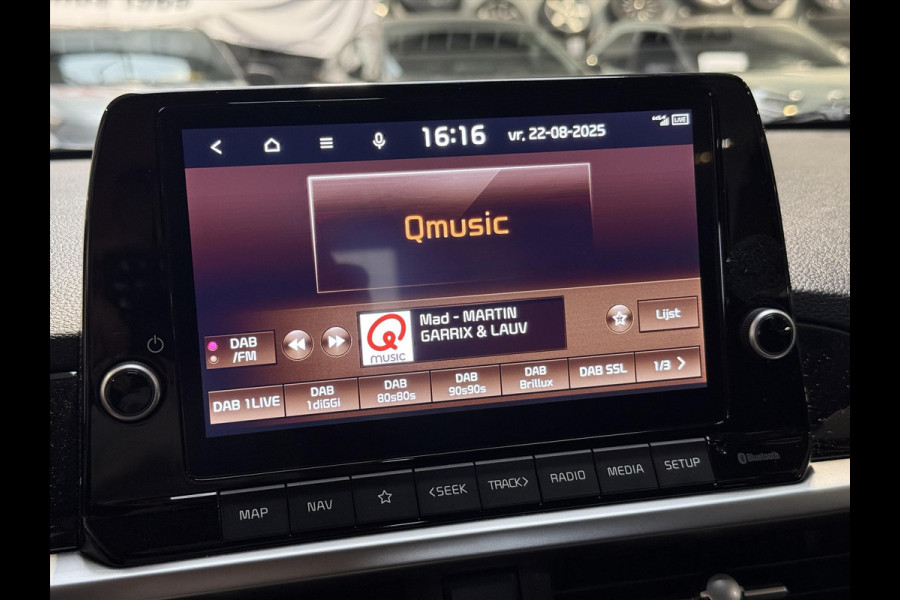 SINCE 1965
16:16
vr, 22-08-2025
LIVE
Qmusic
DAB
/FM
MUSIC
Mad - MARTIN
GARRIX & LAUV
Lijst
DAB 1LIVE
DAB
1diGGi
DAB
80s80s
DAB
90s90s
DAB
Brillux
DAB SSL
1/3 >
MAP
NAV
<SEEK
TRACK>
RADIO
MEDIA
SETUP
Bluetooth